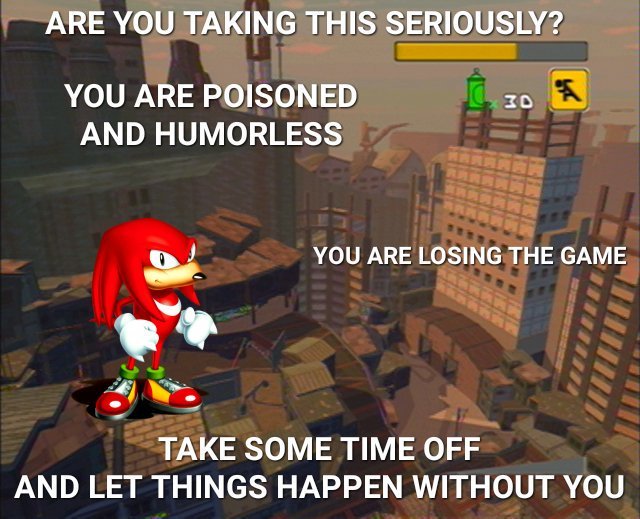 ARE YOU TAKING THIS SERIOUSLY?
x 30
YOU ARE POISONED
AND HUMORLESS
YOU ARE LOSING THE GAME
TAKE SOME TIME OFF
AND LET THINGS HAPPEN WITHOUT YOU